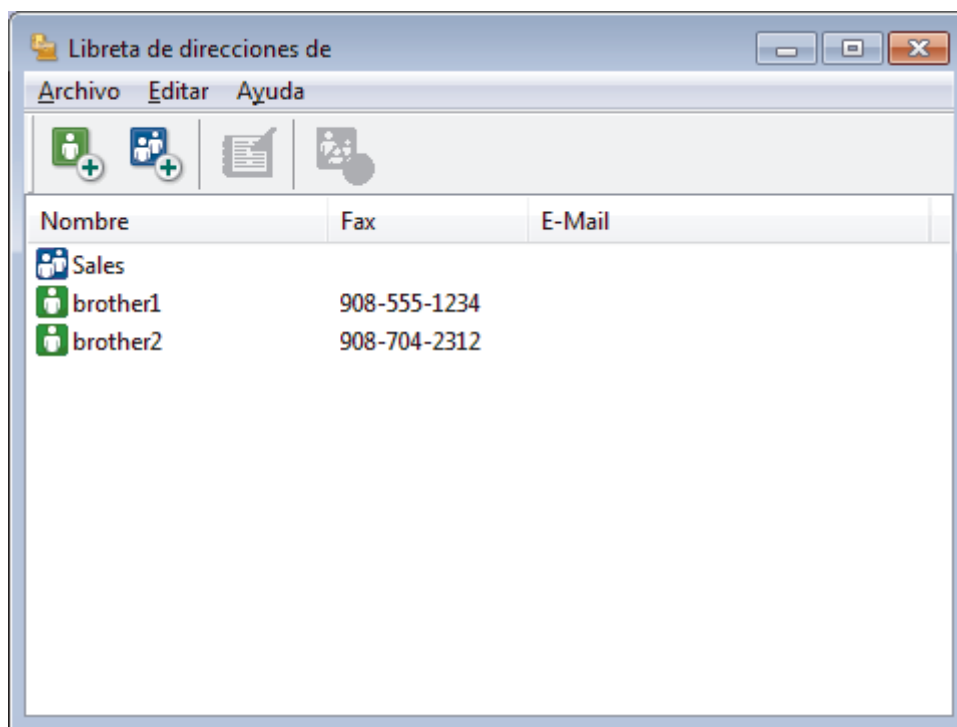 Libreta de direcciones de
Archivo Editar Ayuda
Nombre Fax E-Mail
Sales
brother1 908-555-1234
brother2 908-704-2312